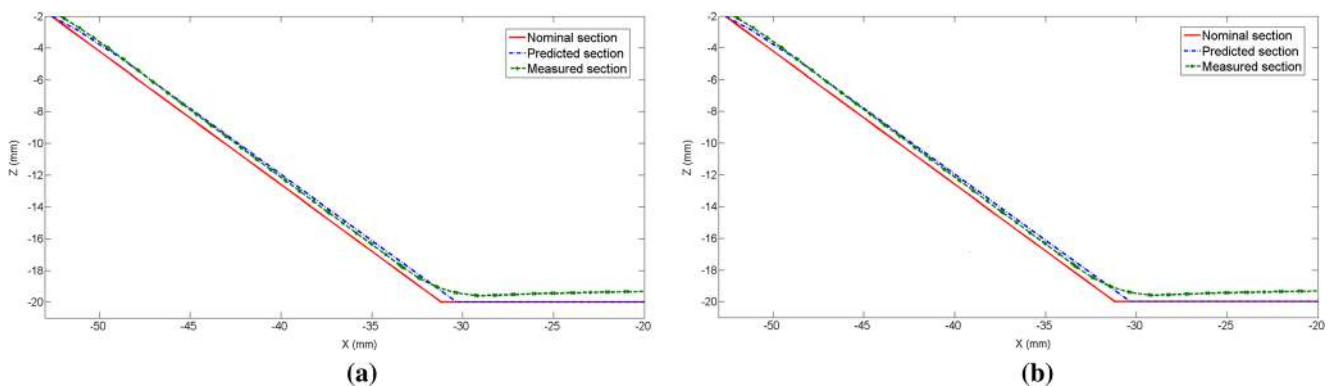 -2
-4
-6
-8
-10
-12
-14
-16
-18
-20
Z (mm)
-50
-45
-40
-35
-30
-25
-20
X (mm)
Nominal section
Predicted section
Measured section
(a)
-2
-4
-6
-8
-10
-12
-14
-16
-18
-20
Z (mm)
-50
-45
-40
-35
-30
-25
-20
X (mm)
Nominal section
Predicted section
Measured section
(b)